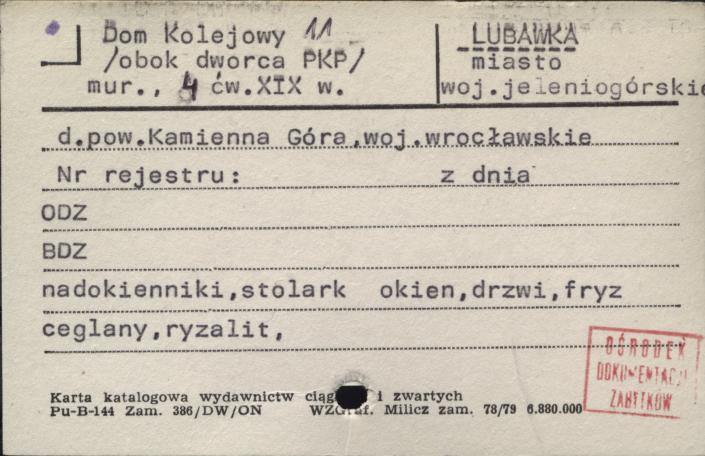 Dom Kolejowy 11
/obok dworca PKP/
mur., 4 ćw.XIX w.
LUBAWKA
miasto
woj.jeleniogórskie
d.pow.Kamienna Góra,woj.wrocławskie
Nr rejestru: z dnia
ODZ
BDZ
nadokienniki,stolark okien,drzwi,fryz
ceglany,ryzalit,
OŚRODEK
DOKUMENTACJI
ZABYTKÓW
Karta katalogowa wydawnictw i zwartych
Pu-B-144 Zam. 386/DW/ON WZGraf. Milicz zam. 78/79 6.880.000